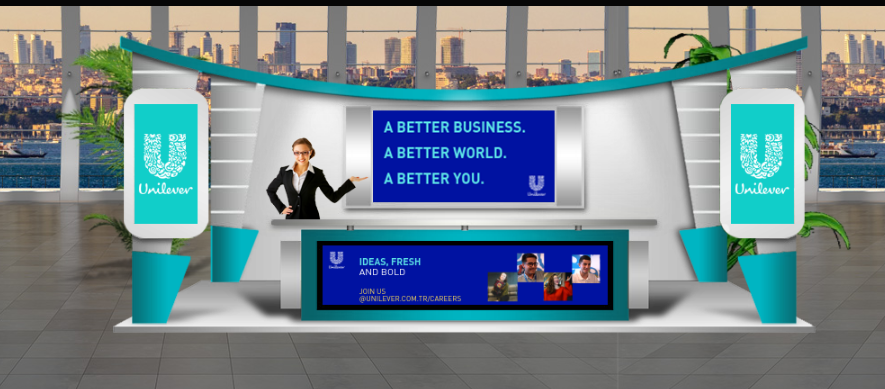 A BETTER BUSINESS.
A BETTER WORLD.
A BETTER YOU.
Unilever
Unilever
Unilever
Unilever
IDEAS, FRESH
AND BOLD
JOIN US
@UNILEVER.COM.TR/CAREERS